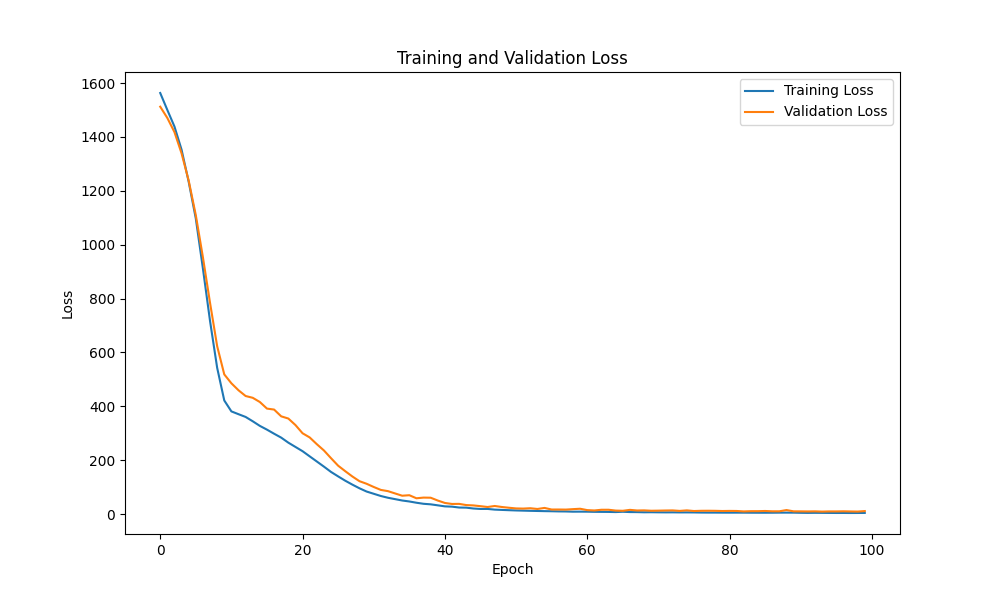 Training and Validation Loss
Training Loss
Validation Loss
1600
1400
1200
1000
800
600
400
200
0
Loss
0 20 40 60 80 100
Epoch